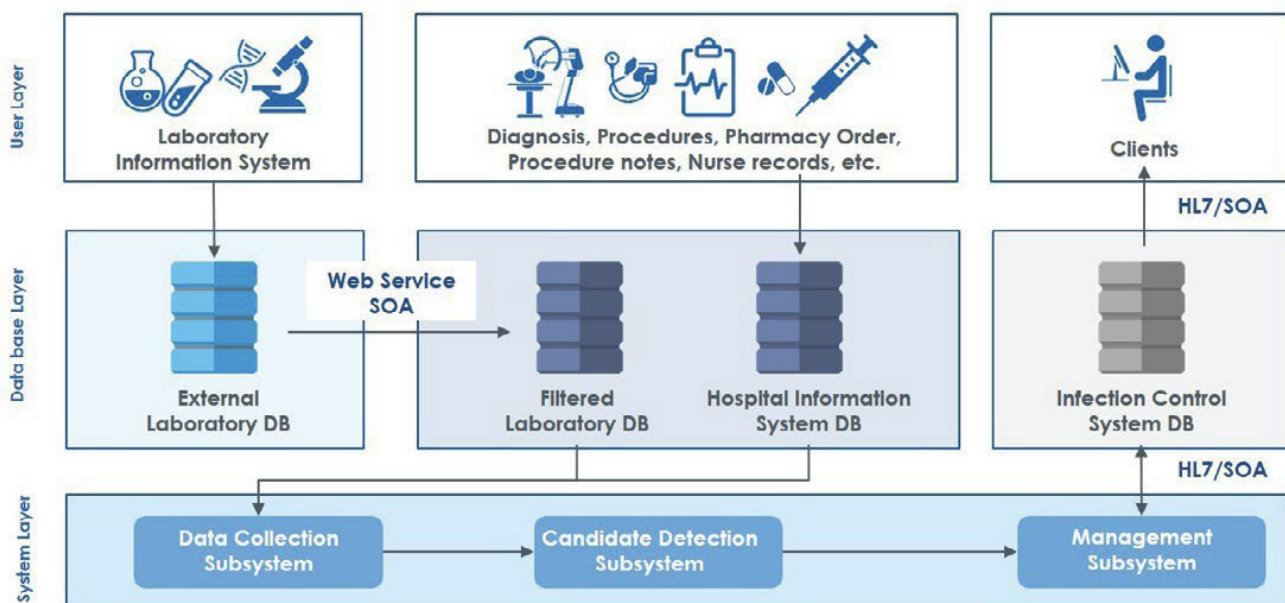 User Layer
Laboratory
Information System
Diagnosis, Procedures, Pharmacy Order,
Procedure notes, Nurse records, etc.
Clients
HL7/SOA
Data base Layer
Web Service
SOA
External
Laboratory DB
Filtered
Laboratory DB
Hospital Information
System DB
Infection Control
System DB
HL7/SOA
System Layer
Data Collection
Subsystem
Candidate Detection
Subsystem
Management
Subsystem